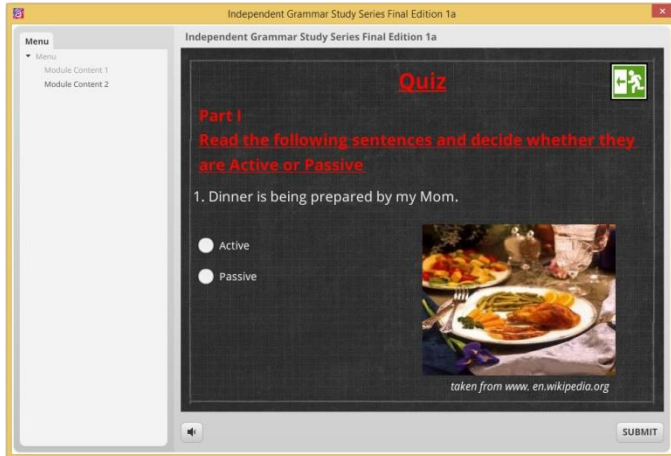 Independent Grammar Study Series Final Edition 1a
Menu
Menu
Module Content 1
Module Content 2
Independent Grammar Study Series Final Edition 1a
Quiz
Part I
Read the following sentences and decide whether they
are Active or Passive
1. Dinner is being prepared by my Mom.
Active
Passive
taken from www. en.wikipedia.org
SUBMIT